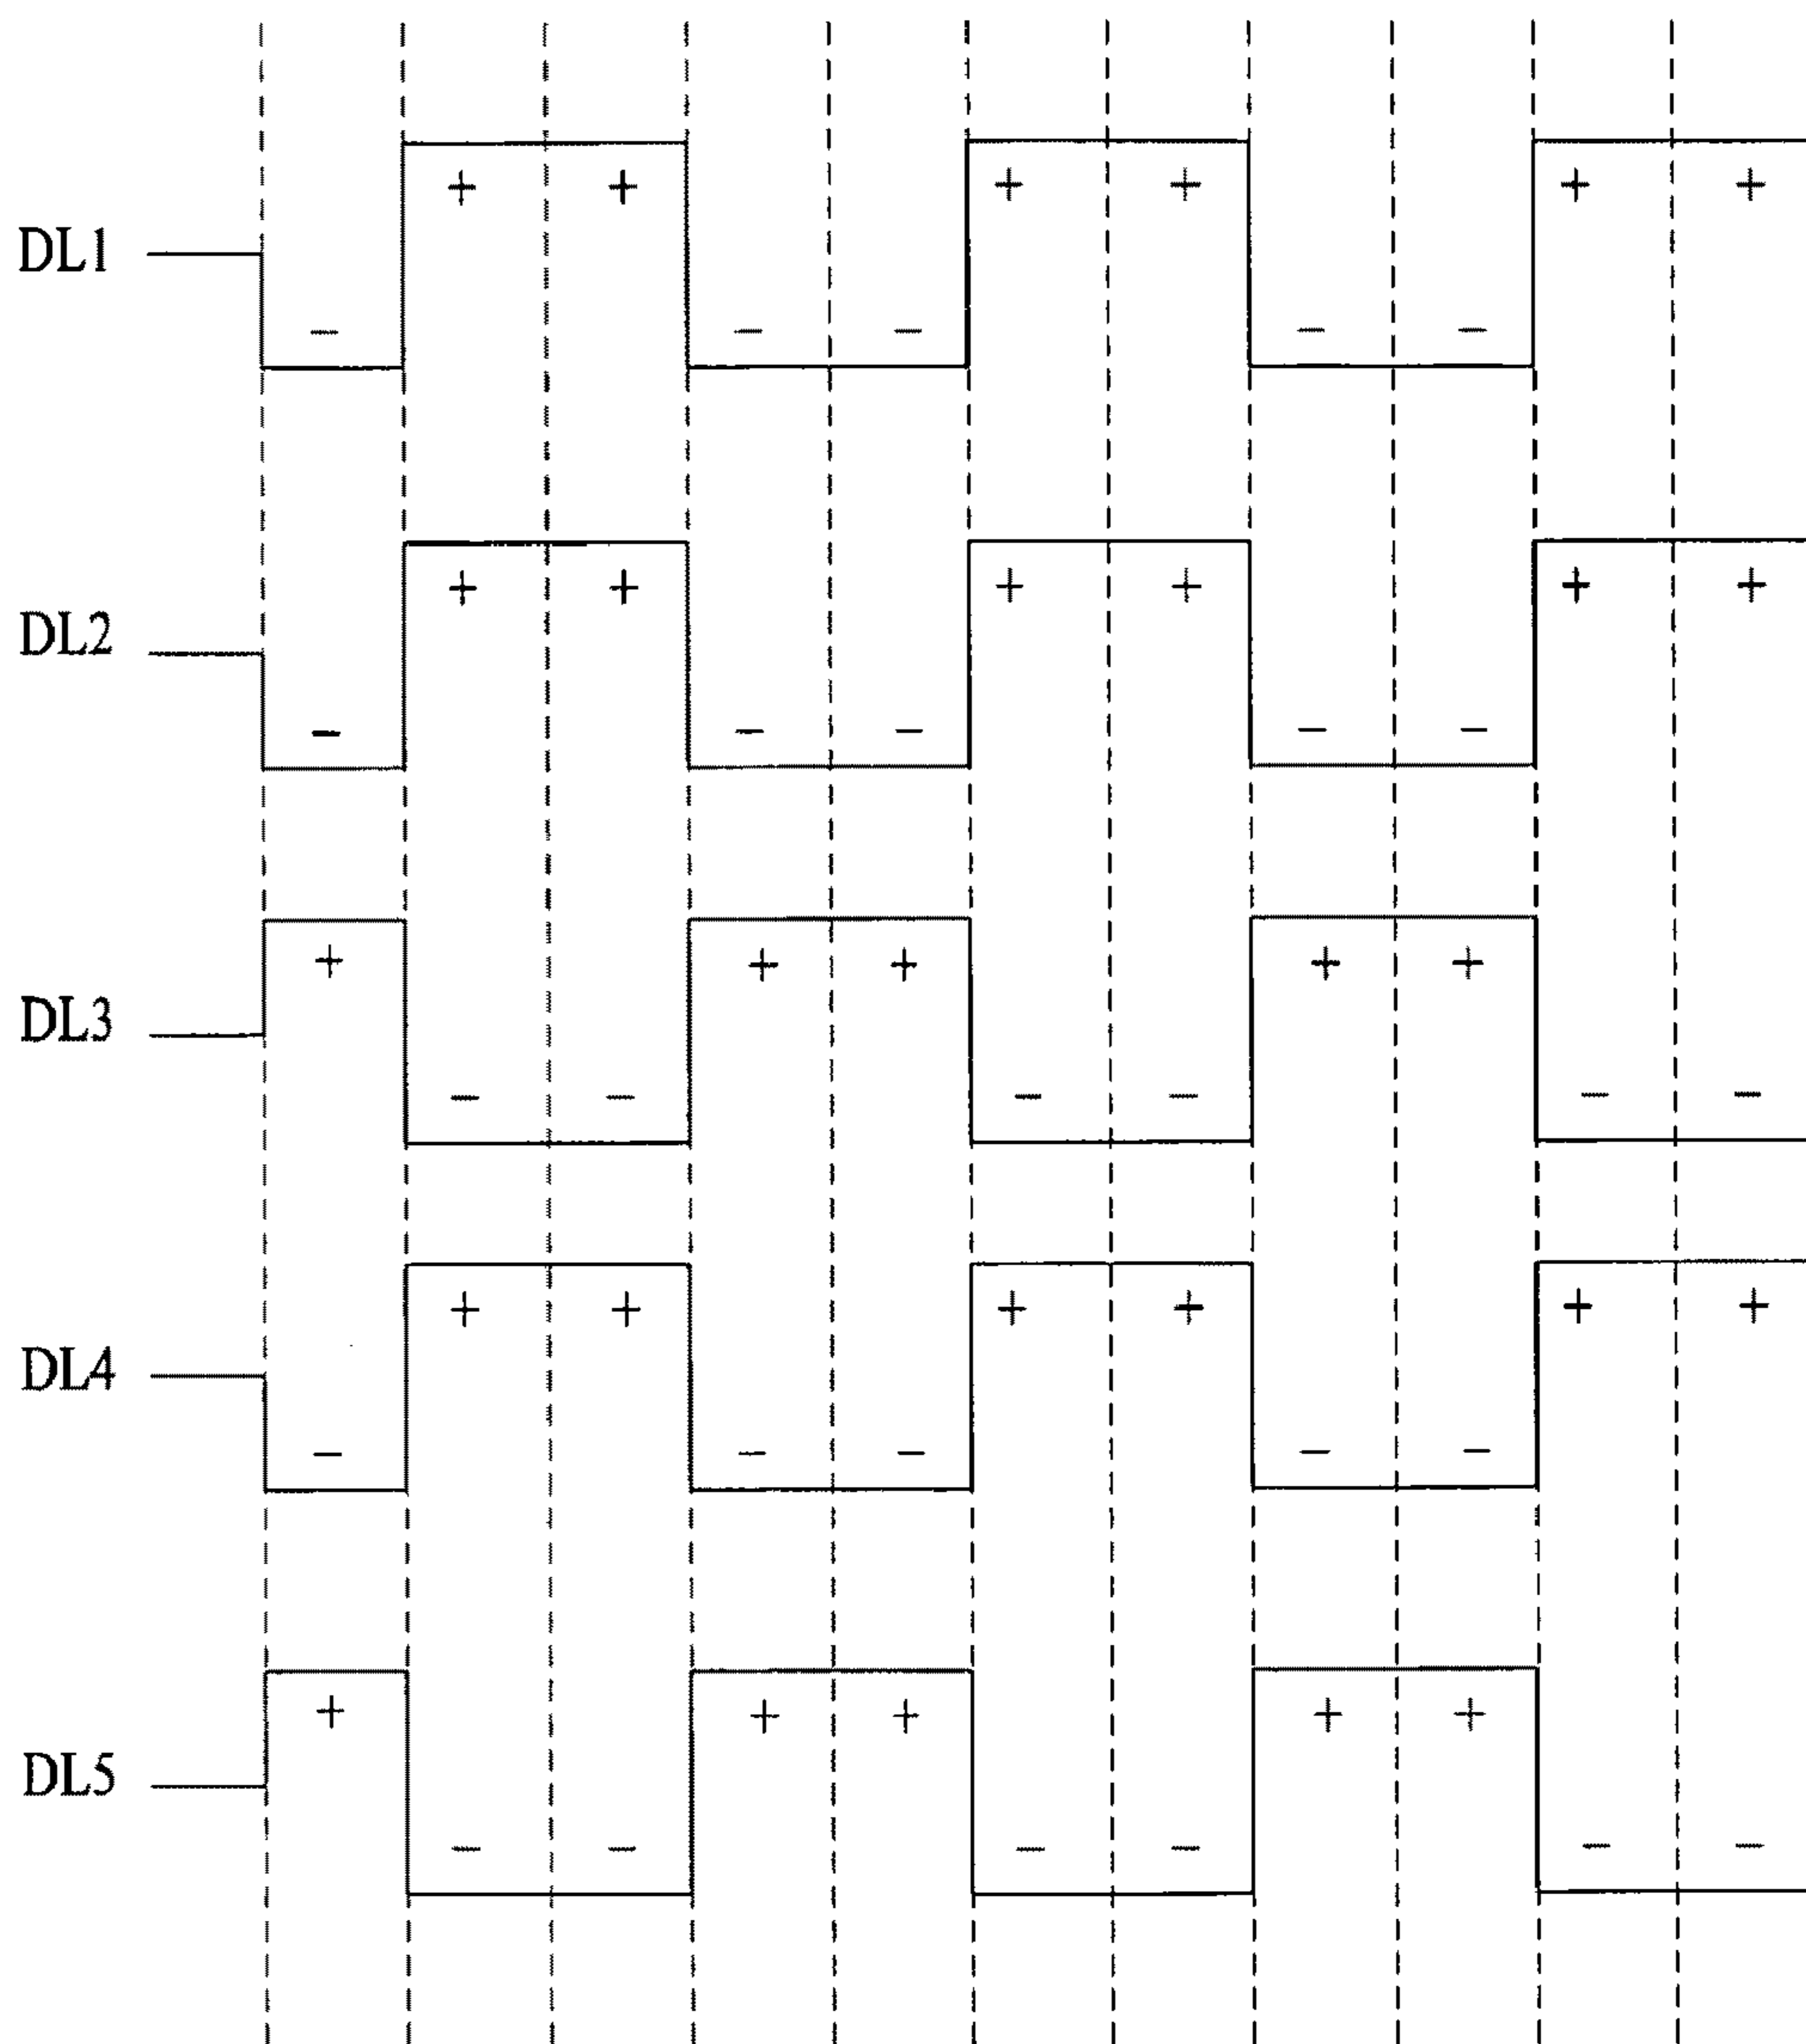 + + + + + +
DL1
− − − − −
+ + + + + +
DL2
− − − − −
+ + + + +
DL3
− − − − − −
+ + + + + +
DL4
− − − − −
+ + + + +
DL5
− − − − − −